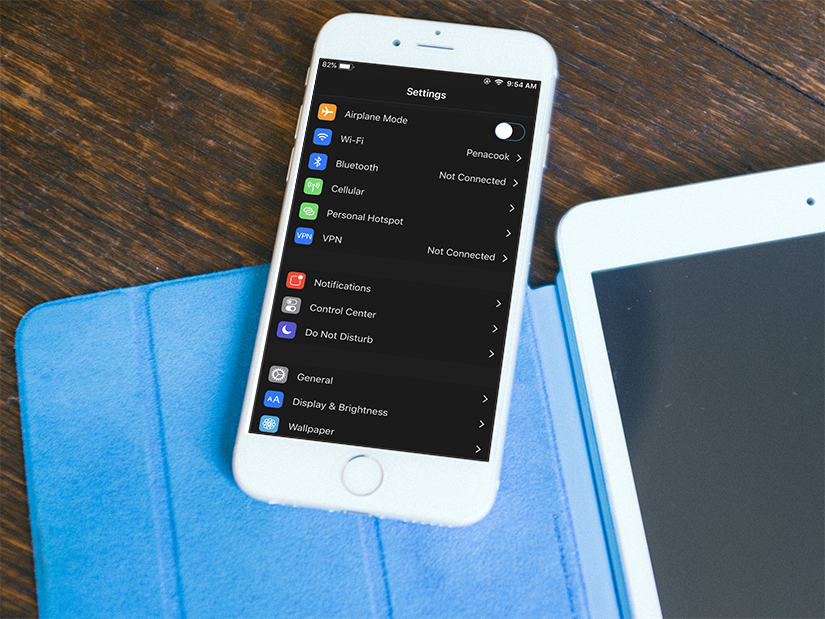 82%
9:54 AM
Settings
Airplane Mode
Wi-Fi
Penacook
Bluetooth
Not Connected
Cellular
Personal Hotspot
VPN
VPN
Not Connected
Notifications
Control Center
Do Not Disturb
General
AA
Display & Brightness
Wallpaper